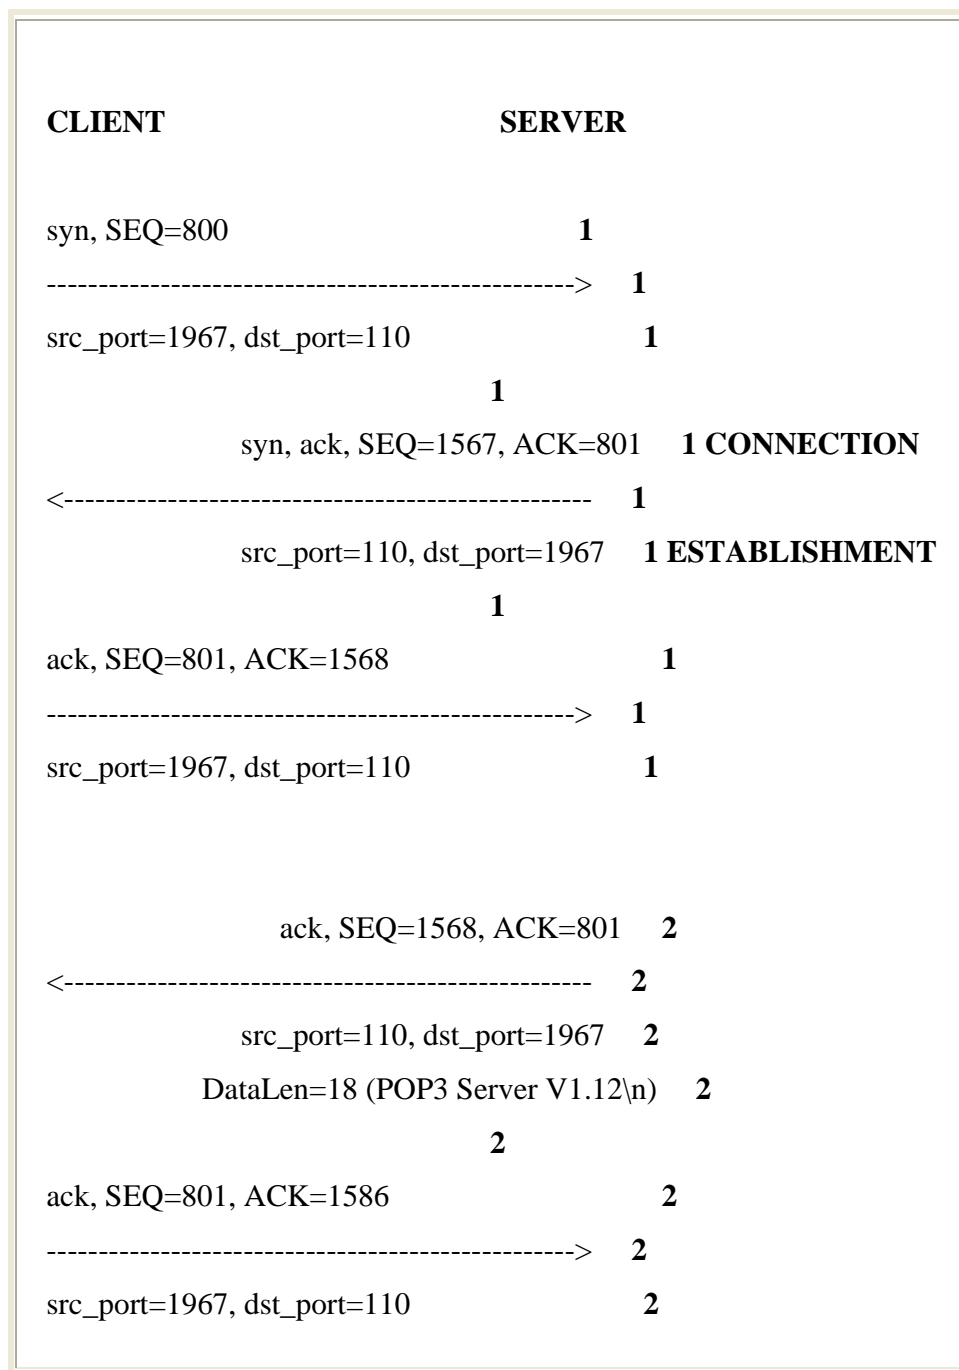 CLIENT SERVER
syn, SEQ=800 1
---------------------------------------------------> 1
src_port=1967, dst_port=110 1
1
syn, ack, SEQ=1567, ACK=801 1 CONNECTION
<--------------------------------------------------- 1
src_port=110, dst_port=1967 1 ESTABLISHMENT
1
ack, SEQ=801, ACK=1568 1
---------------------------------------------------> 1
src_port=1967, dst_port=110 1
ack, SEQ=1568, ACK=801 2
<--------------------------------------------------- 2
src_port=110, dst_port=1967 2
DataLen=18 (POP3 Server V1.12\n) 2
2
ack, SEQ=801, ACK=1586 2
---------------------------------------------------> 2
src_port=1967, dst_port=110 2